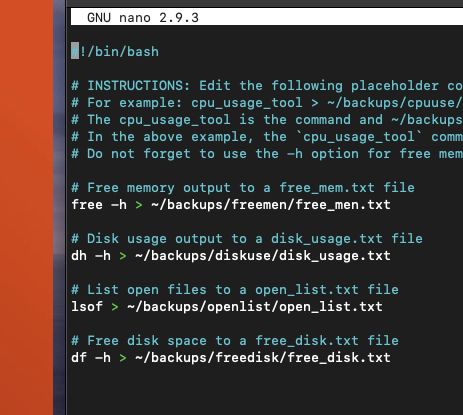 GNU nano 2.9.3
#!/bin/bash
# INSTRUCTIONS: Edit the following placeholder co
# For example: cpu_usage_tool > ~/backups/cpuuse/
# The cpu_usage_tool is the command and ~/backups
# In the above example, the `cpu_usage_tool` comm
# Do not forget to use the -h option for free mem
# Free memory output to a free_mem.txt file
free -h > ~/backups/freemen/free_men.txt
# Disk usage output to a disk_usage.txt file
dh -h > ~/backups/diskuse/disk_usage.txt
# List open files to a open_list.txt file
lsof > ~/backups/openlist/open_list.txt
# Free disk space to a free_disk.txt file
df -h > ~/backups/freedisk/free_disk.txt